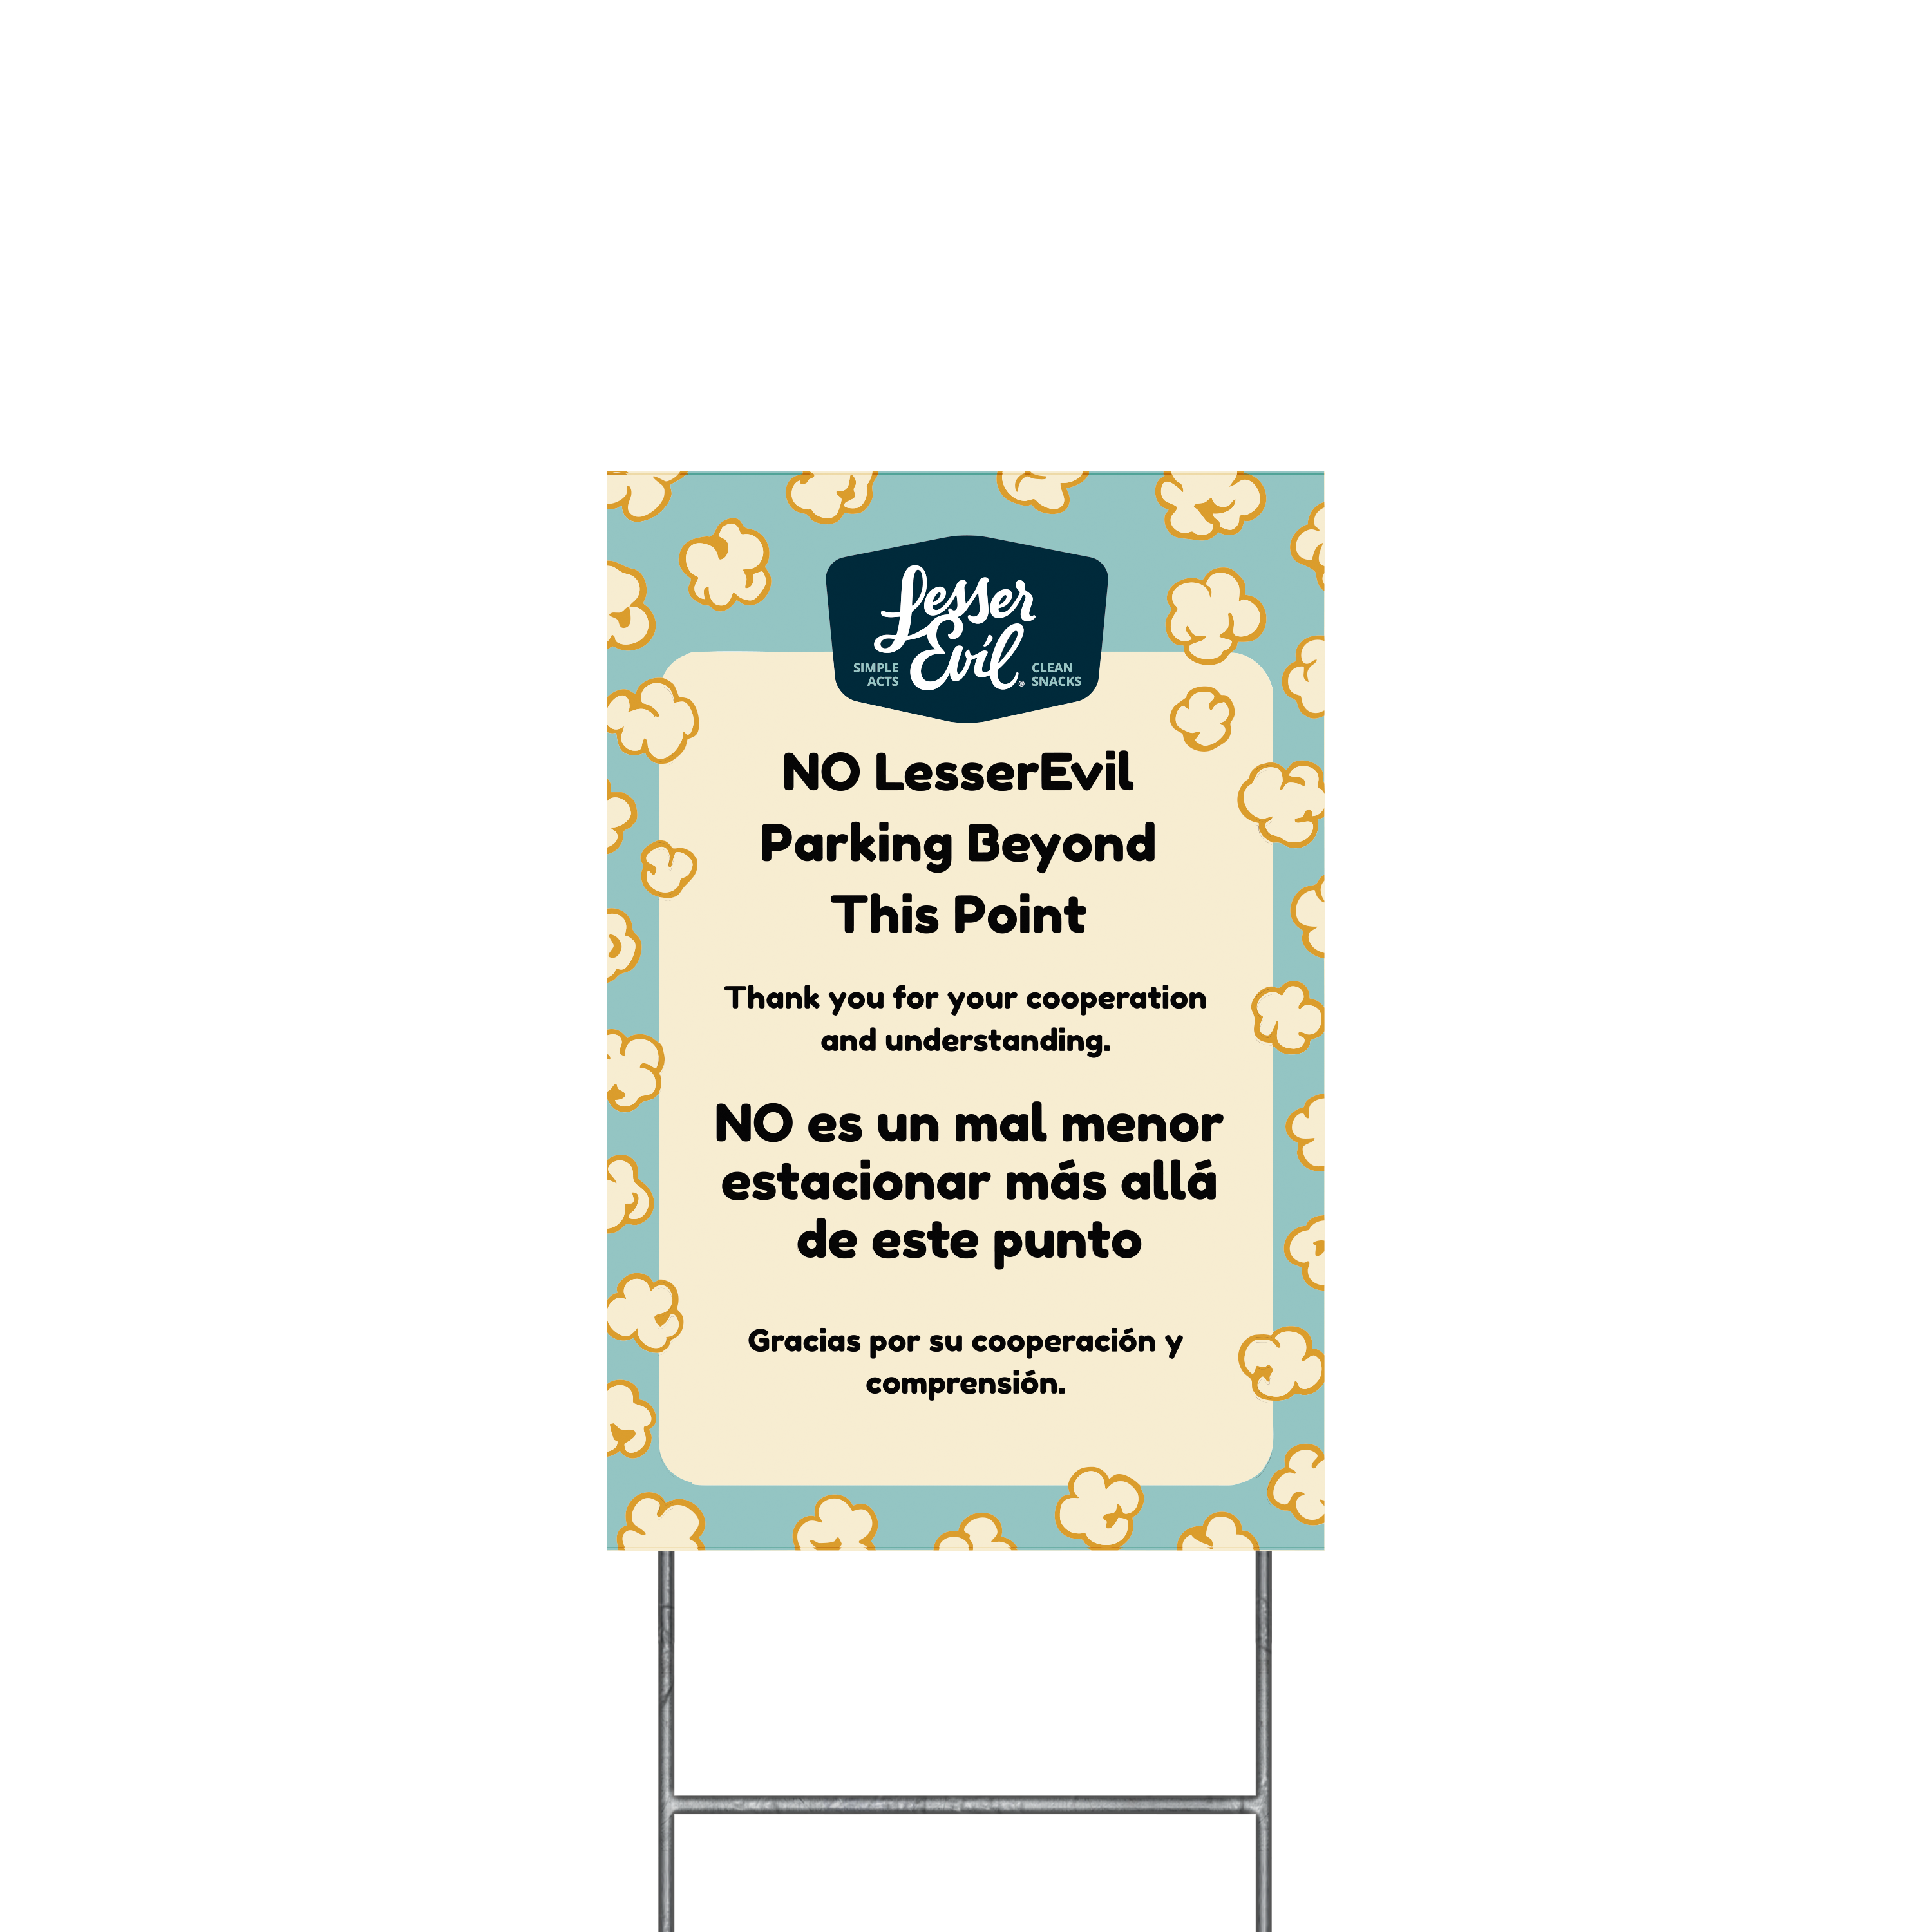 Lesser
Evil®
SIMPLE
ACTS
CLEAN
SNACKS
NO LesserEvil
Parking Beyond
This Point
Thank you for your cooperation
and understanding.
NO es un mal menor
estacionar más allá
de este punto
Gracias por su cooperación y
comprensión.